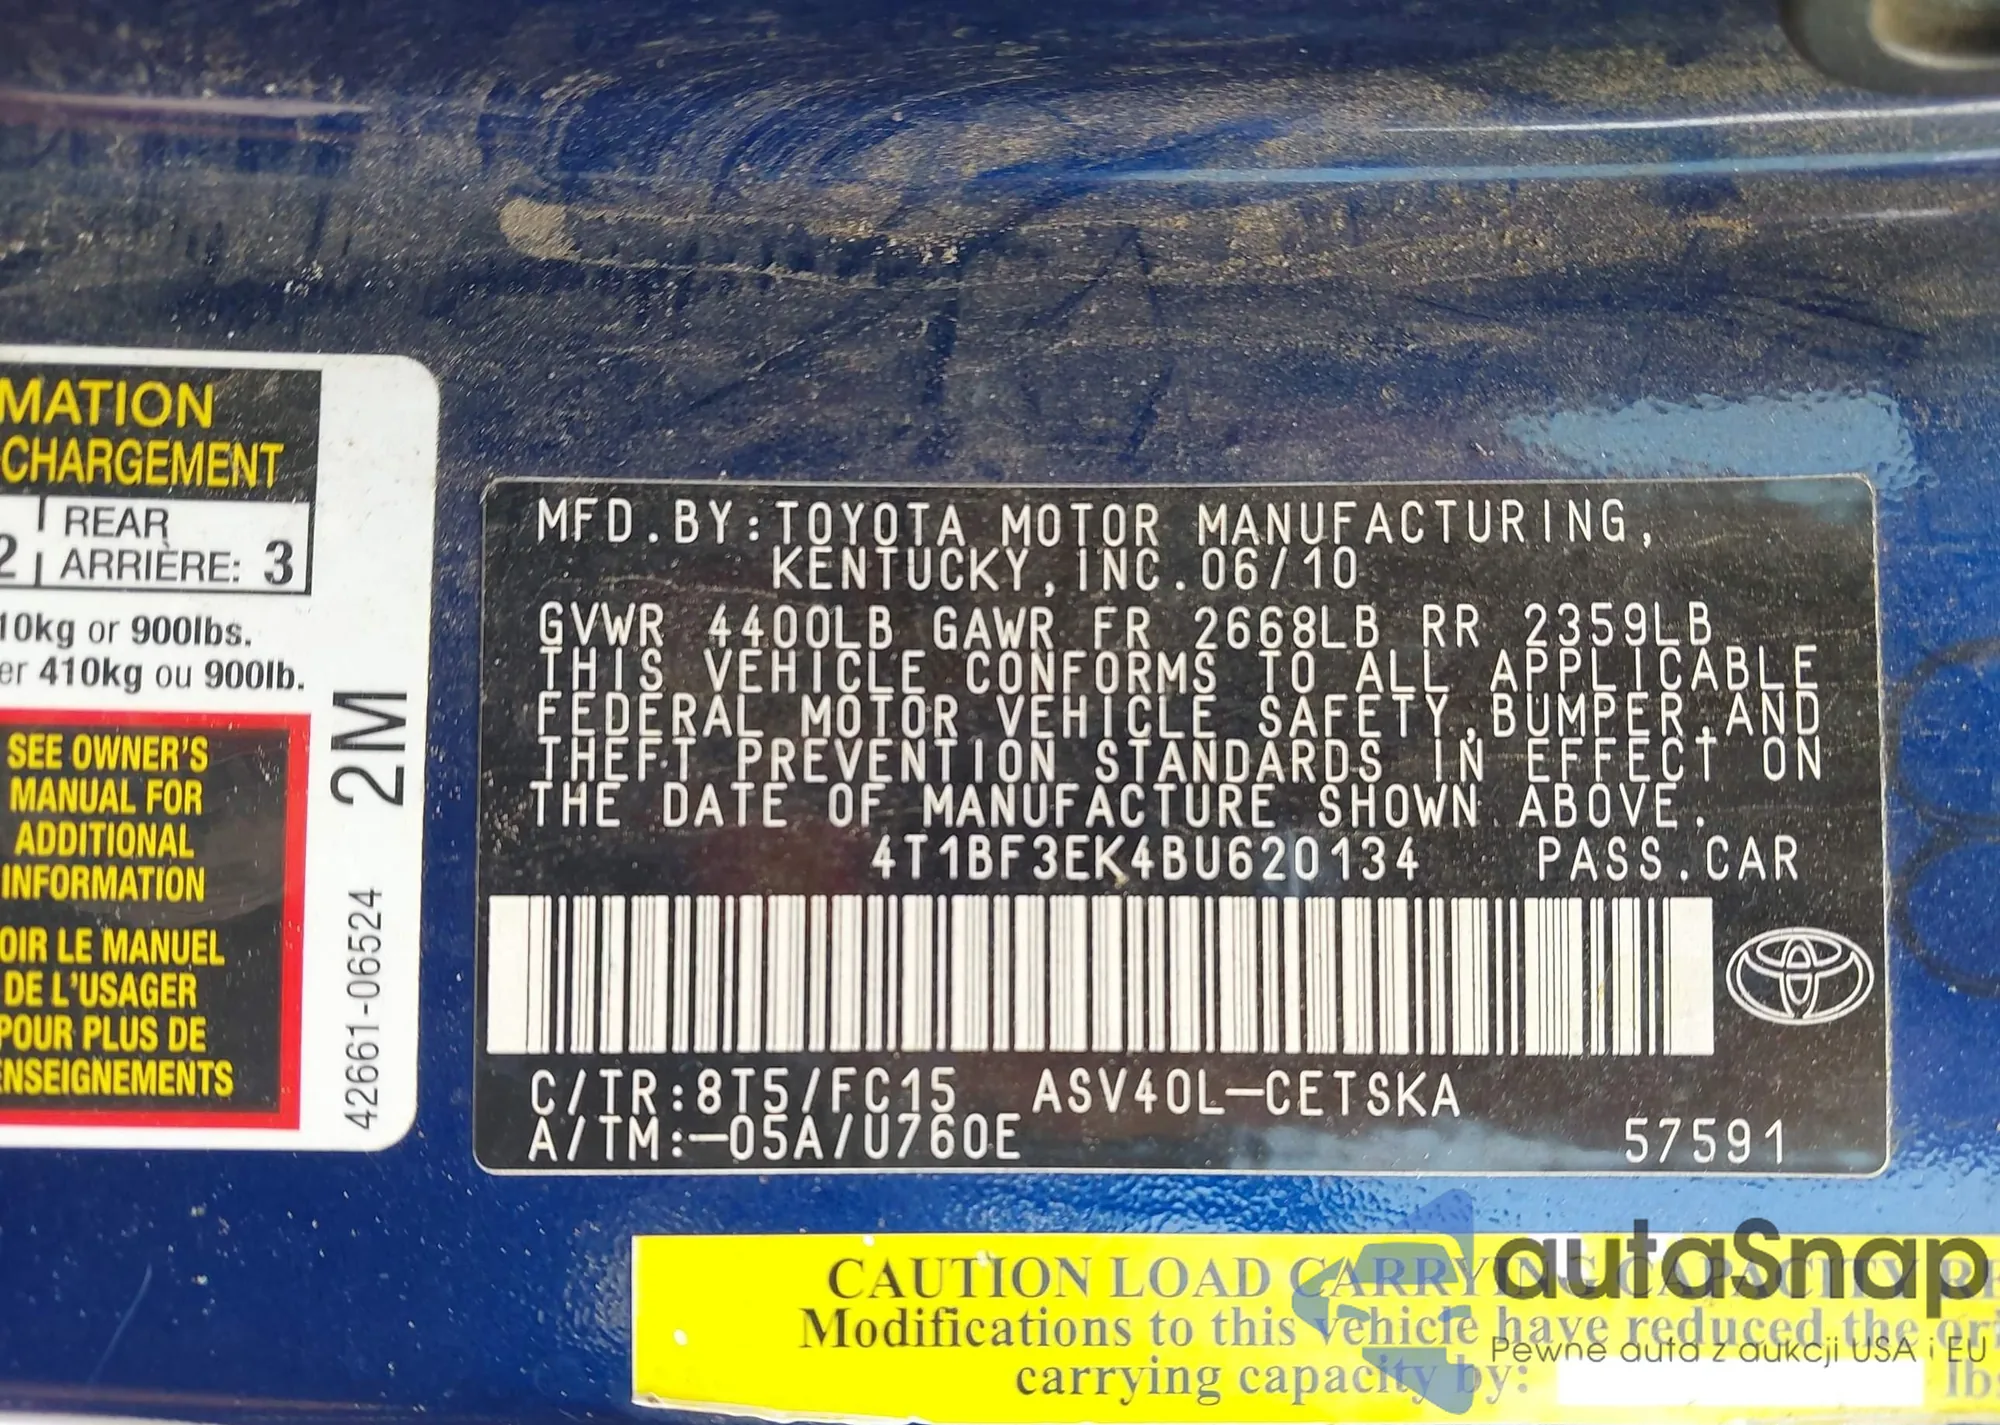 MATION
CHARGEMENT
2 REAR
ARRIÈRE: 3
10kg or 900lbs.
er 410kg ou 900lb.
SEE OWNER'S
MANUAL FOR
ADDITIONAL
INFORMATION
OIR LE MANUEL
DE L'USAGER
POUR PLUS DE
ENSEIGNEMENTS
2M
42661-06524
MFD.BY:TOYOTA MOTOR MANUFACTURING,
KENTUCKY,INC.06/10
GVWR 4400LB GAWR FR 2668LB RR 2359LB
THIS VEHICLE CONFORMS TO ALL APPLICABLE
FEDERAL MOTOR VEHICLE SAFETY,BUMPER,AND
THEFT PREVENTION STANDARDS IN EFFECT ON
THE DATE OF MANUFACTURE SHOWN ABOVE.
4T1BF3EK4BU620134 PASS.CAR
C/TR:8T5/FC15 ASV40L-CETSKA
A/TM:-05A/U760E
57591
CAUTION LOAD CARRYING CAPACITY RE
Modifications to this vehicle have reduced the ori
carrying capacity by: lbs
autoSnap
Pewne auta z aukcji USA i EU